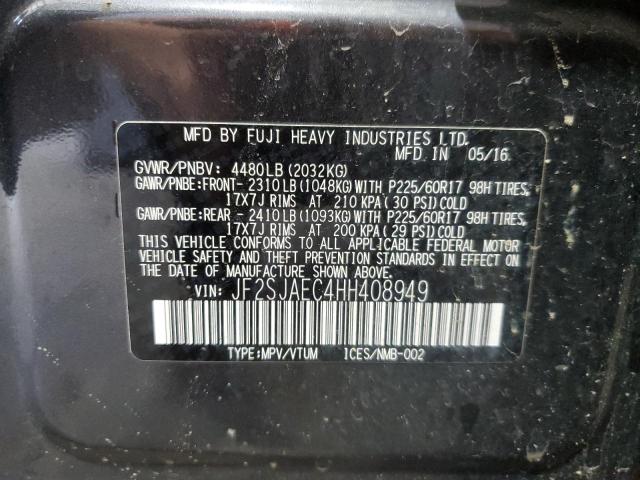 MFD BY FUJI HEAVY INDUSTRIES LTD.
MFD. IN 05/16
GVWR/PNBV: 4480LB (2032KG)
GAWR/PNBE:FRONT- 2310LB (1048KG) WITH P225/60R17 98H TIRES,
17X7J RIMS AT 210 KPA (30 PSI) COLD
GAWR/PNBE:REAR - 2410LB (1093KG) WITH P225/60R17 98H TIRES,
17X7J RIMS AT 200 KPA (29 PSI) COLD
THIS VEHICLE CONFORMS TO ALL APPLICABLE FEDERAL MOTOR
VEHICLE SAFETY AND THEFT PREVENTION STANDARDS IN EFFECT
ON THE DATE OF MANUFACTURE SHOWN ABOVE.
VIN: JF2SJAEC4HH408949
TYPE:MPV/VTUM ICES/NMB-002